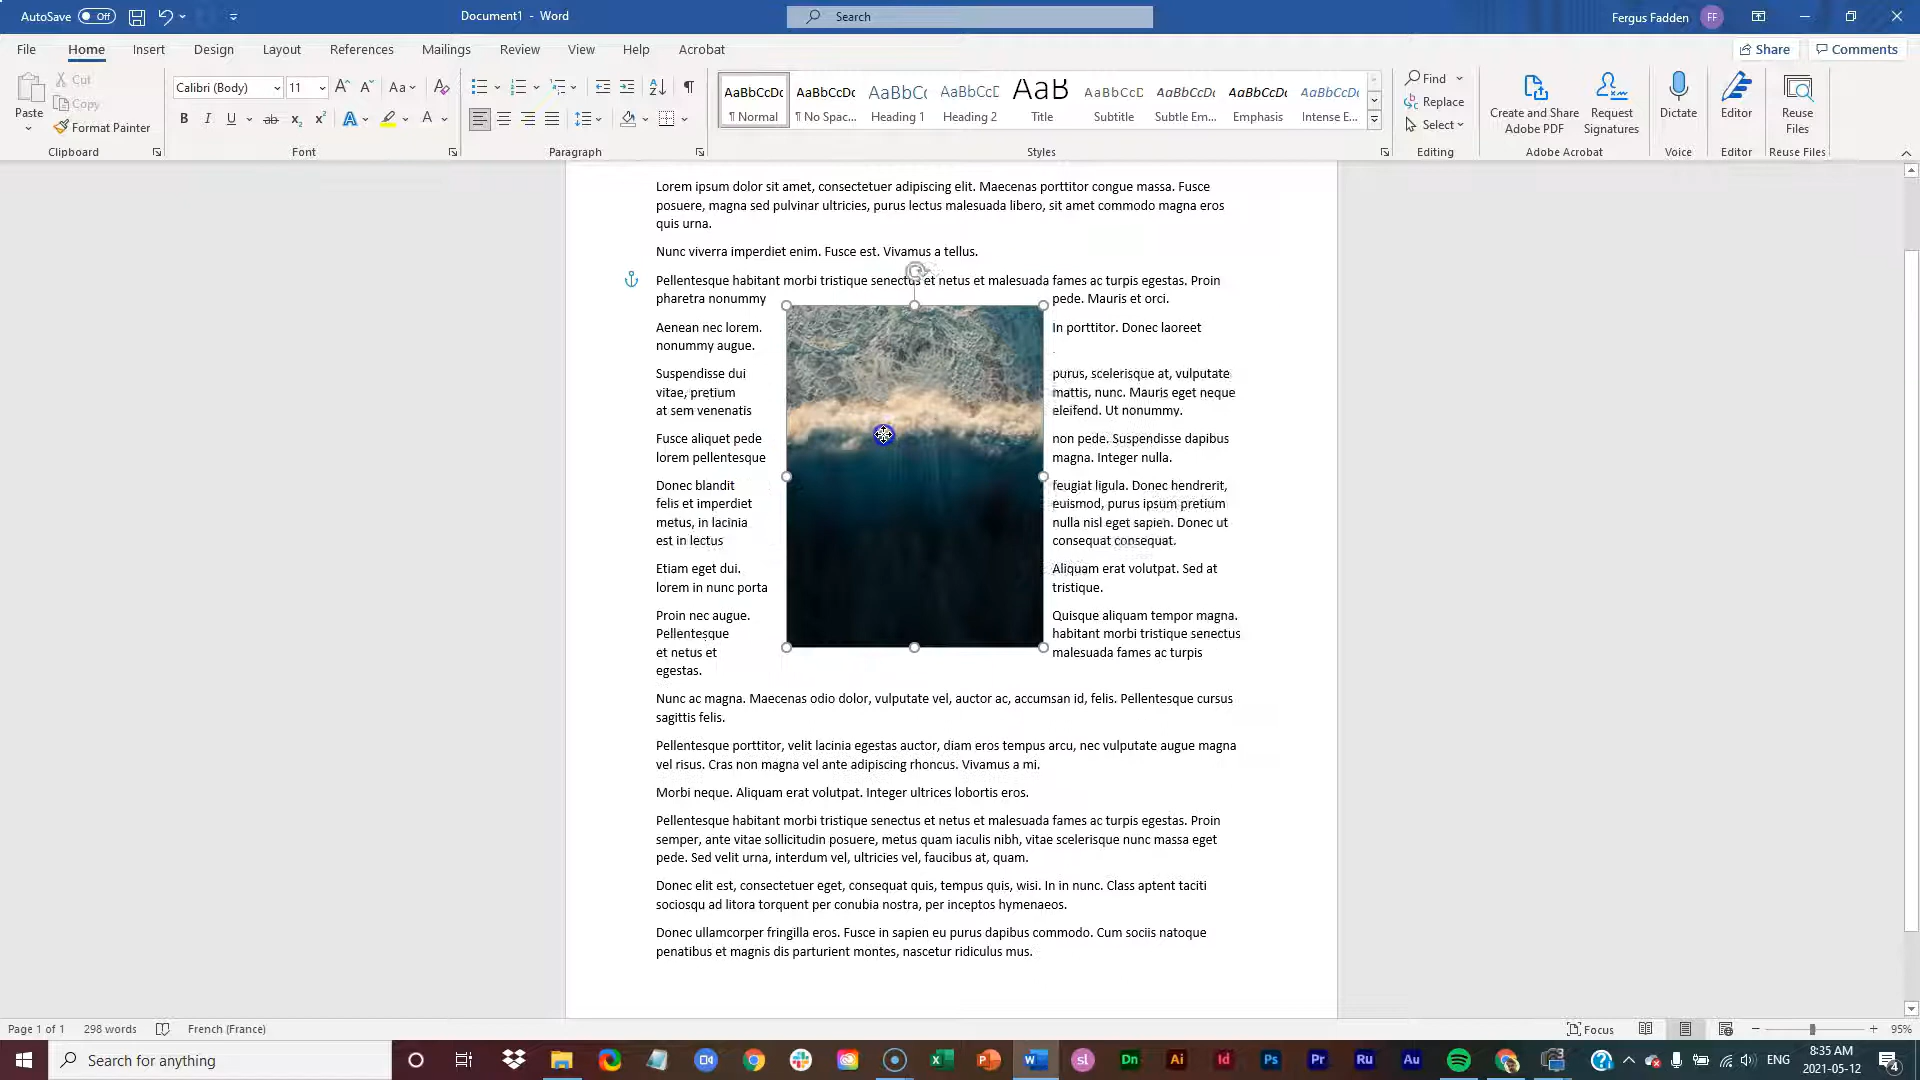 AutoSave Off
Document1 - Word
Search
Fergus Fadden FF
File Home Insert Design Layout References Mailings Review View Help Acrobat
Share Comments
Paste
Cut
Copy
Format Painter
Clipboard
Calibri (Body) 11
Font
Paragraph
AaBbCcDc AaBbCcDc AaBbCc AaBbCcD AaB AaBbCcD AaBbCcDc AaBbCcDc AaBbCcDc
¶ Normal ¶ No Spac... Heading 1 Heading 2 Title Subtitle Subtle Em... Emphasis Intense E...
Styles
Find
Replace
Select
Editing
Create and Share Adobe PDF
Request Signatures
Adobe Acrobat
Dictate
Voice
Editor
Editor
Reuse Files
Reuse Files
Lorem ipsum dolor sit amet, consectetuer adipiscing elit. Maecenas porttitor congue massa. Fusce
posuere, magna sed pulvinar ultricies, purus lectus malesuada libero, sit amet commodo magna eros
quis urna.
Nunc viverra imperdiet enim. Fusce est. Vivamus a tellus.
Pellentesque habitant morbi tristique senectus et netus et malesuada fames ac turpis egestas. Proin
pharetra nonummy pede. Mauris et orci.
Aenean nec lorem. In porttitor. Donec laoreet
nonummy augue.
Suspendisse dui purus, scelerisque at, vulputate
vitae, pretium mattis, nunc. Mauris eget neque
at sem venenatis eleifend. Ut nonummy.
Fusce aliquet pede non pede. Suspendisse dapibus
lorem pellentesque magna. Integer nulla.
Donec blandit feugiat ligula. Donec hendrerit,
felis et imperdiet euismod, purus ipsum pretium
metus, in lacinia nulla nisl eget sapien. Donec ut
est in lectus consequat consequat.
Etiam eget dui. Aliquam erat volutpat. Sed at
lorem in nunc porta tristique.
Proin nec augue. Quisque aliquam tempor magna.
Pellentesque habitant morbi tristique senectus
et netus et malesuada fames ac turpis
egestas.
Nunc ac magna. Maecenas odio dolor, vulputate vel, auctor ac, accumsan id, felis. Pellentesque cursus
sagittis felis.
Pellentesque porttitor, velit lacinia egestas auctor, diam eros tempus arcu, nec vulputate augue magna
vel risus. Cras non magna vel ante adipiscing rhoncus. Vivamus a mi.
Morbi neque. Aliquam erat volutpat. Integer ultrices lobortis eros.
Pellentesque habitant morbi tristique senectus et netus et malesuada fames ac turpis egestas. Proin
semper, ante vitae sollicitudin posuere, metus quam iaculis nibh, vitae scelerisque nunc massa eget
pede. Sed velit urna, interdum vel, ultricies vel, faucibus at, quam.
Donec elit est, consectetuer eget, consequat quis, tempus quis, wisi. In in nunc. Class aptent taciti
sociosqu ad litora torquent per conubia nostra, per inceptos hymenaeos.
Donec ullamcorper fringilla eros. Fusce in sapien eu purus dapibus commodo. Cum sociis natoque
penatibus et magnis dis parturient montes, nascetur ridiculus mus.
Page 1 of 1 298 words French (France)
Focus
95%
Search for anything
sl Dn Ai Id Ps Pr Ru Au
ENG
8:35 AM
2021-05-12
4